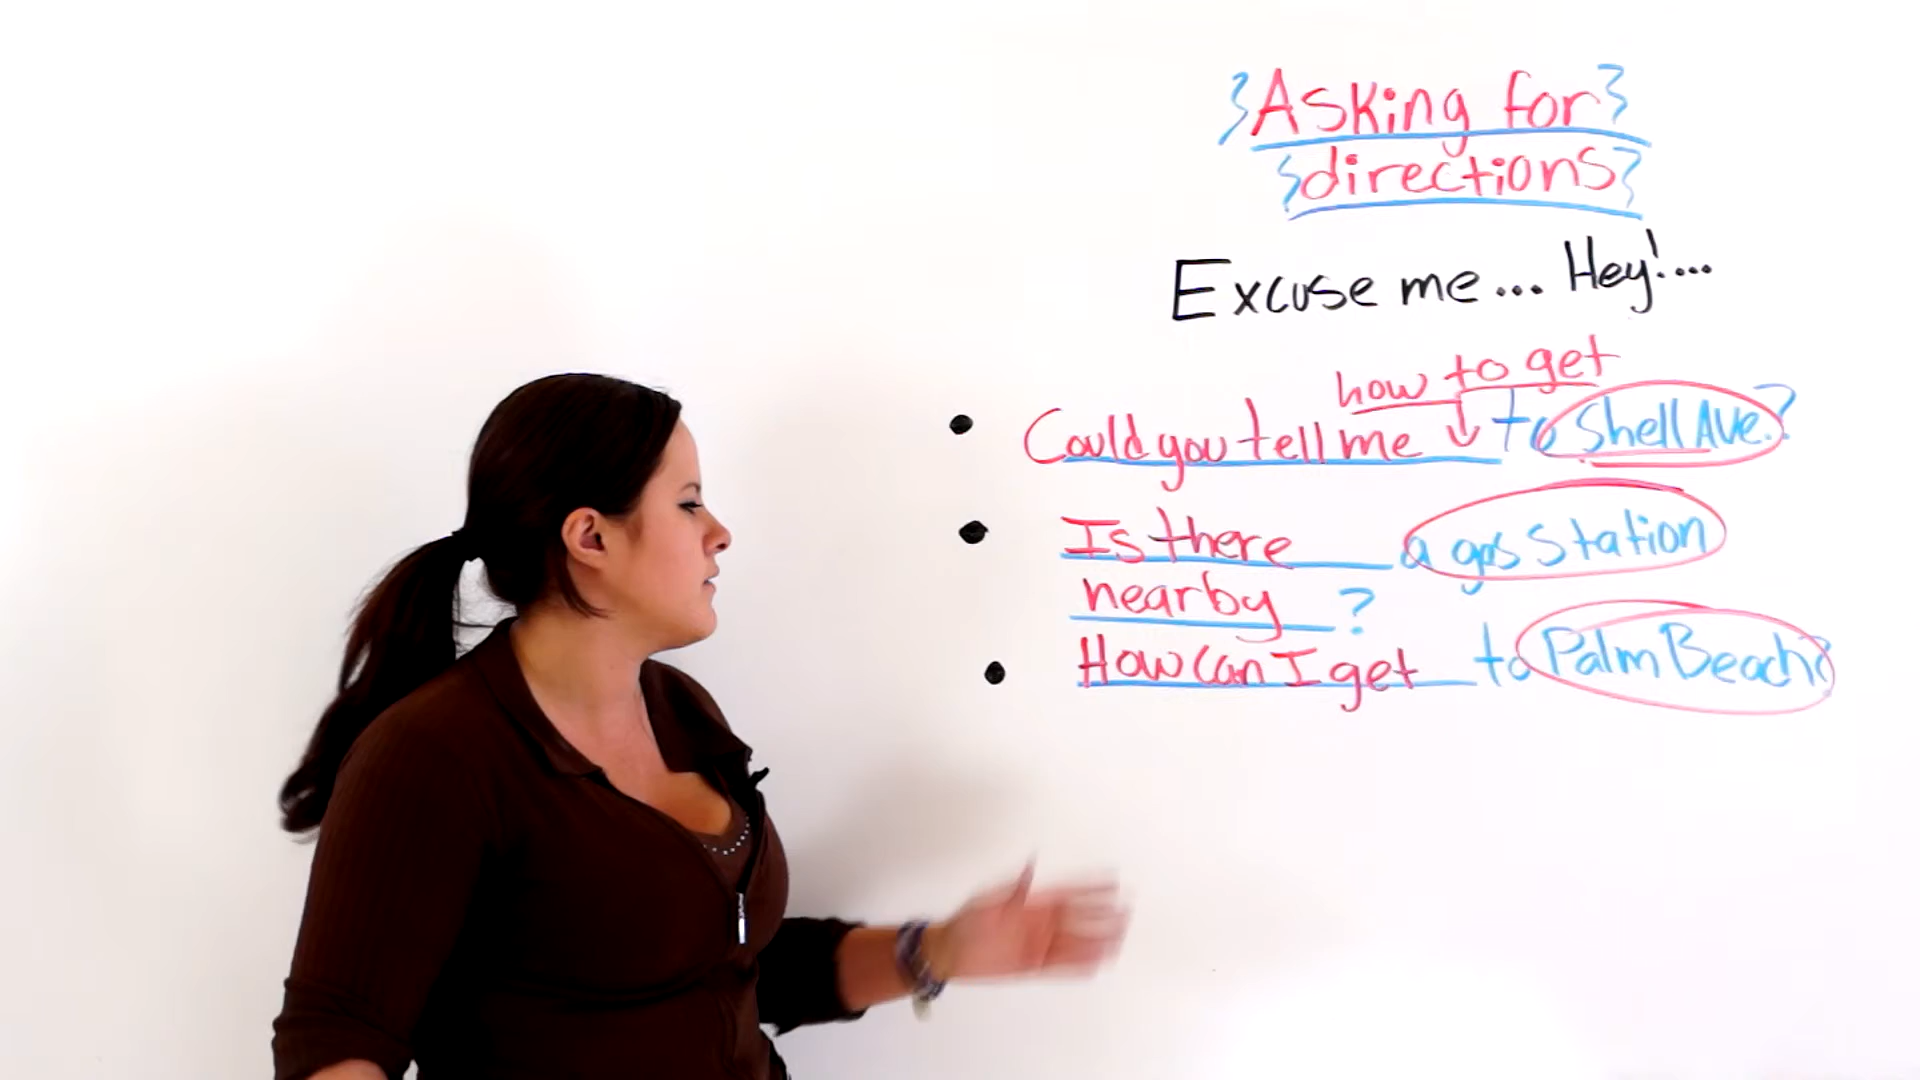 Asking for
directions
Excuse me... Hey!....
how to get
Could you tell me to Shell Ave.?
Is there a gas station
nearby ?
How can I get to Palm Beach?